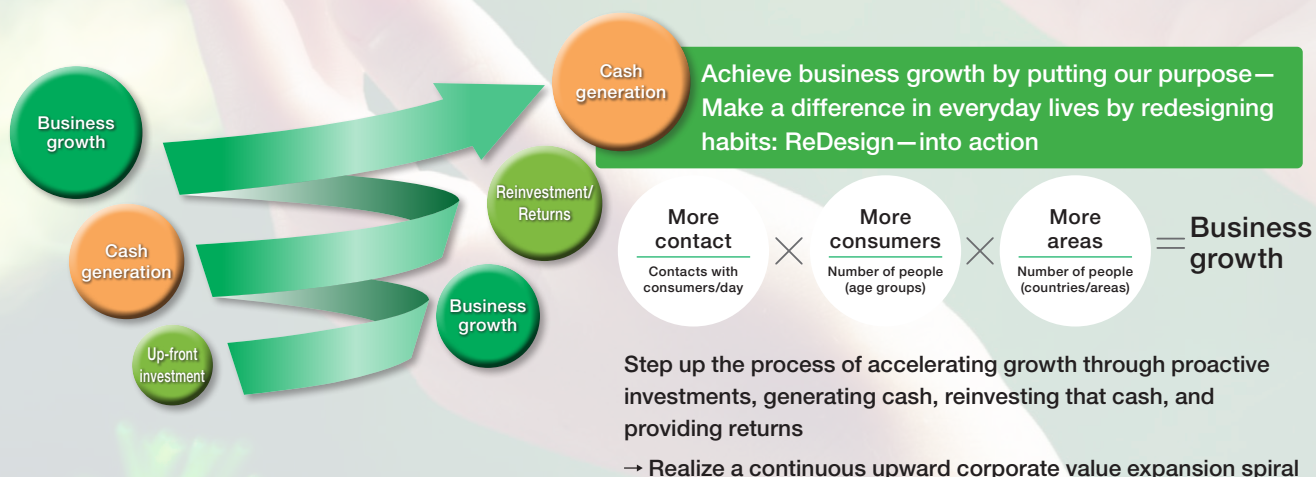 Business
growth
Cash
generation
Up-front
investment
Business
growth
Reinvestment/
Returns
Cash
generation
Achieve business growth by putting our purpose—
Make a difference in everyday lives by redesigning
habits: ReDesign—into action
More
contact
Contacts with
consumers/day
×
More
consumers
Number of people
(age groups)
×
More
areas
Number of people
(countries/areas)
=
Business
growth
Step up the process of accelerating growth through proactive
investments, generating cash, reinvesting that cash, and
providing returns
→ Realize a continuous upward corporate value expansion spiral